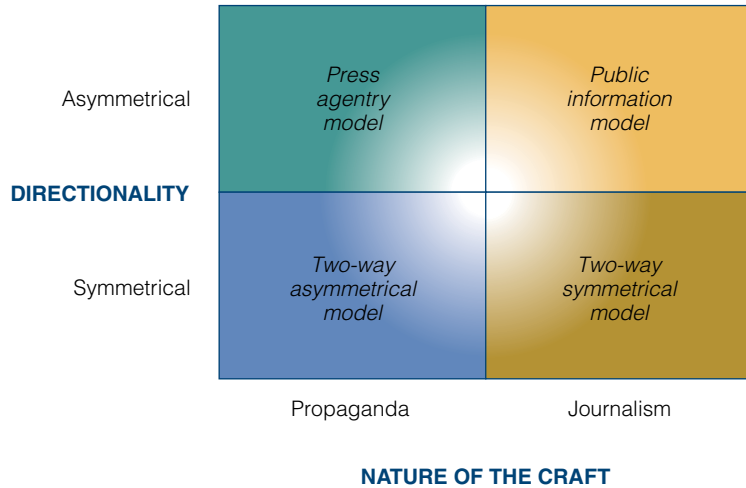 Asymmetrical
Press
agentry
model
Public
information
model
DIRECTIONALITY
Symmetrical
Two-way
asymmetrical
model
Two-way
symmetrical
model
Propaganda
Journalism
NATURE OF THE CRAFT